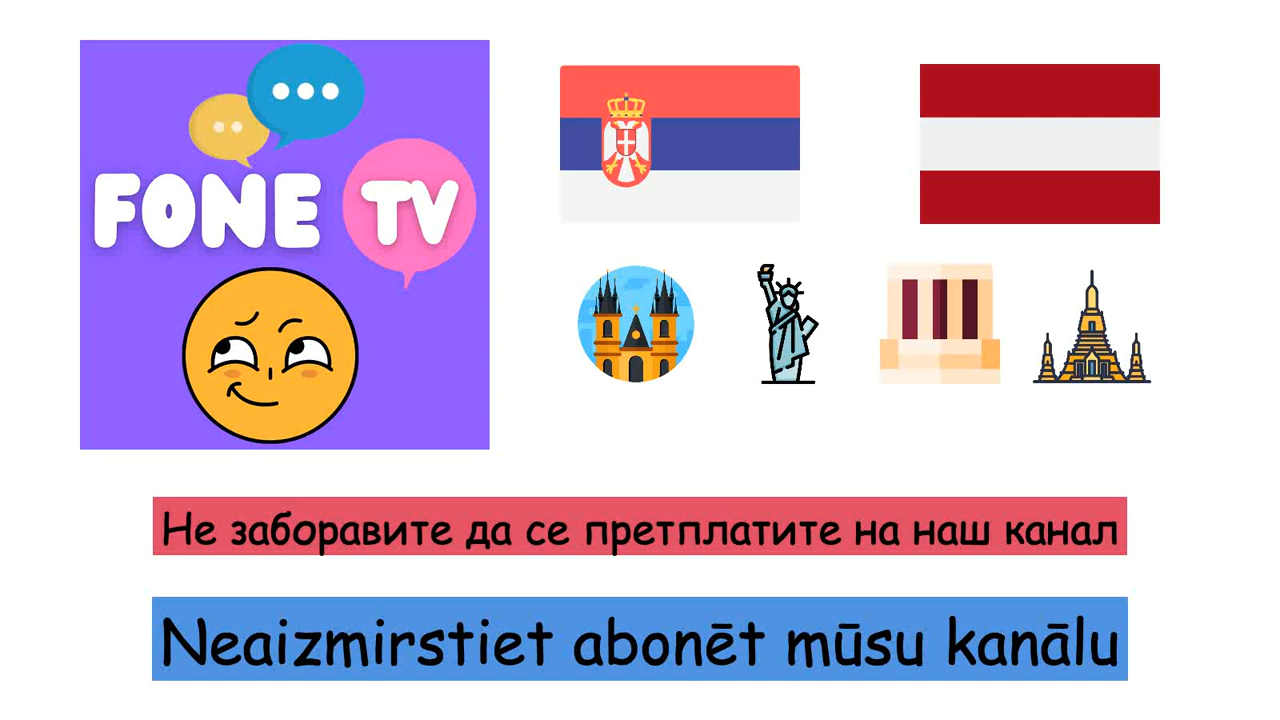 FONE TV
Не заборавите да се претплатите на наш канал
Neaizmirstiet abonēt mūsu kanālu